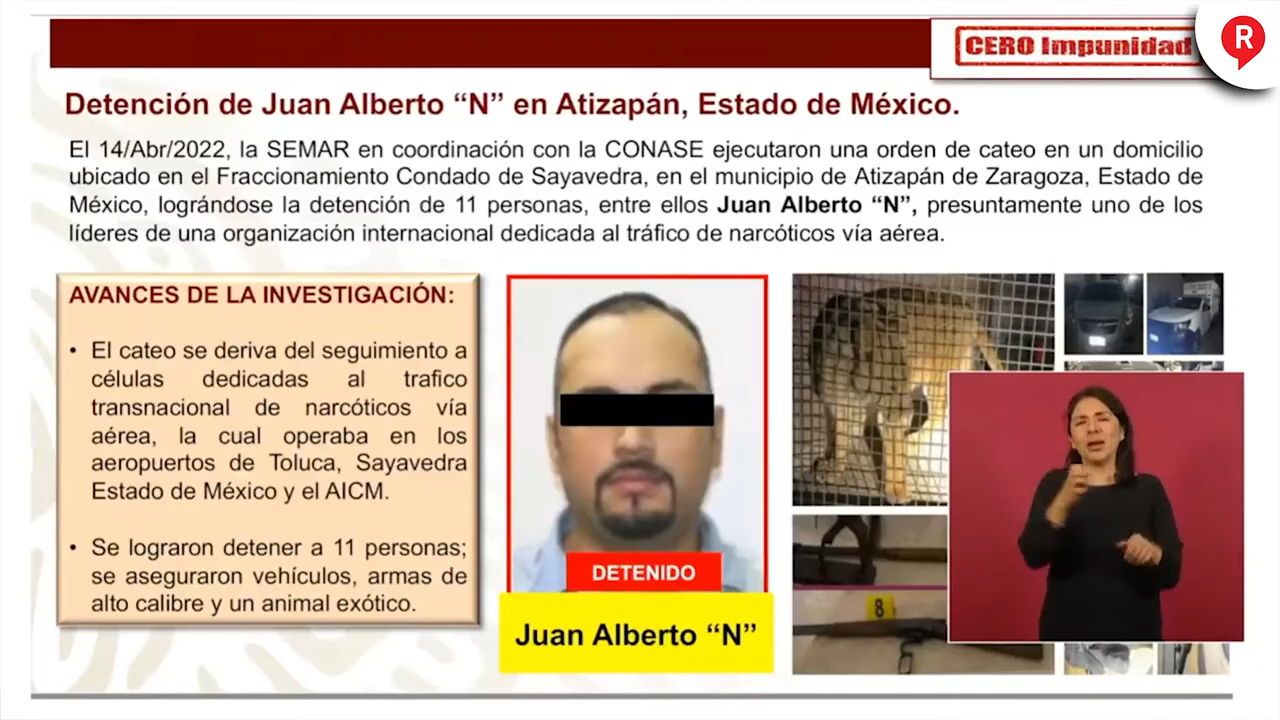 CERO Impunidad
R
Detención de Juan Alberto “N” en Atizapán, Estado de México.
El 14/Abr/2022, la SEMAR en coordinación con la CONASE ejecutaron una orden de cateo en un domicilio
ubicado en el Fraccionamiento Condado de Sayavedra, en el municipio de Atizapán de Zaragoza, Estado de
México, lográndose la detención de 11 personas, entre ellos Juan Alberto “N”, presuntamente uno de los
líderes de una organización internacional dedicada al tráfico de narcóticos vía aérea.
AVANCES DE LA INVESTIGACIÓN:
• El cateo se deriva del seguimiento a
células dedicadas al trafico
transnacional de narcóticos vía
aérea, la cual operaba en los
aeropuertos de Toluca, Sayavedra
Estado de México y el AICM.
• Se lograron detener a 11 personas;
se aseguraron vehículos, armas de
alto calibre y un animal exótico.
DETENIDO
Juan Alberto “N”
8